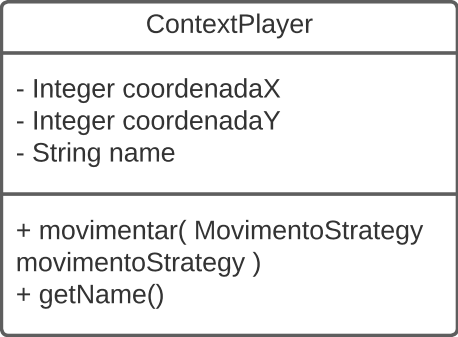 ContextPlayer
- Integer coordenadaX
- Integer coordenadaY
- String name
+ movimentar( MovimentoStrategy
movimentoStrategy )
+ getName()